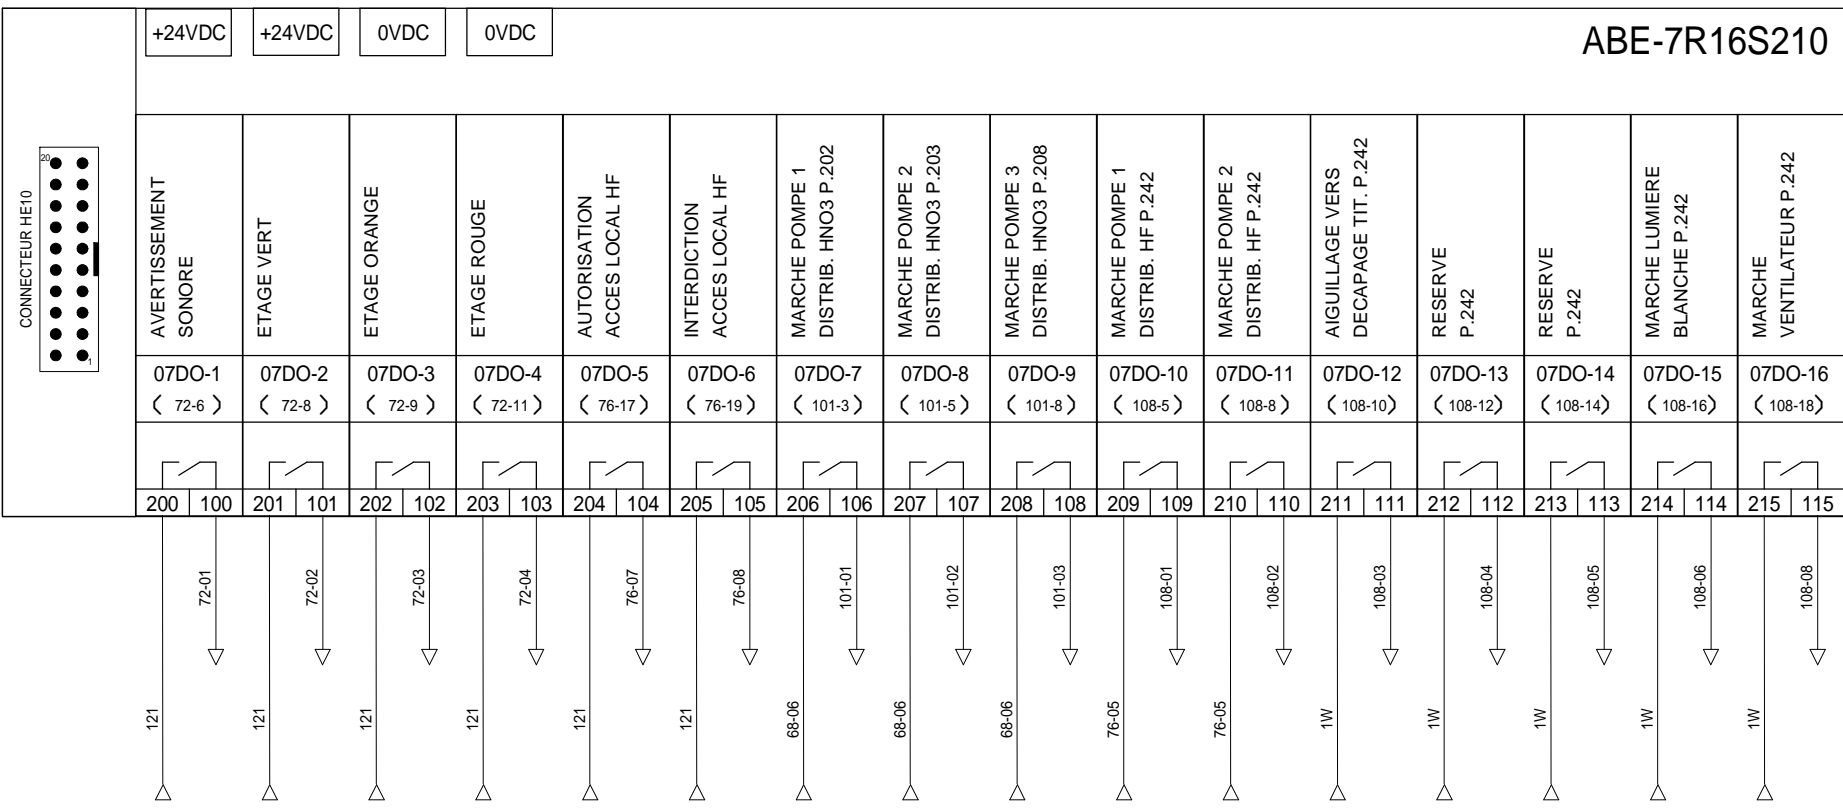 +24VDC +24VDC 0VDC 0VDC
ABE-7R16S210
CONNECTEUR HE10
20
1
AVERTISSEMENT
SONORE
ETAGE VERT
ETAGE ORANGE
ETAGE ROUGE
AUTORISATION
ACCES LOCAL HF
INTERDICTION
ACCES LOCAL HF
MARCHE POMPE 1
DISTRIB. HNO3 P.202
MARCHE POMPE 2
DISTRIB. HNO3 P.203
MARCHE POMPE 3
DISTRIB. HNO3 P.208
MARCHE POMPE 1
DISTRIB. HF P.242
MARCHE POMPE 2
DISTRIB. HF P.242
AIGUILLAGE VERS
DECAPAGE TIT. P.242
RESERVE
P.242
RESERVE
P.242
MARCHE LUMIERE
BLANCHE P.242
MARCHE
VENTILATEUR P.242
07DO-1 07DO-2 07DO-3 07DO-4 07DO-5 07DO-6 07DO-7 07DO-8 07DO-9 07DO-10 07DO-11 07DO-12 07DO-13 07DO-14 07DO-15 07DO-16
( 72-6 ) ( 72-8 ) ( 72-9 ) ( 72-11 ) ( 76-17 ) ( 76-19 ) ( 101-3 ) ( 101-5 ) ( 101-8 ) ( 108-5 ) ( 108-8 ) ( 108-10 ) ( 108-12 ) ( 108-14 ) ( 108-16 ) ( 108-18 )
200 100 201 101 202 102 203 103 204 104 205 105 206 106 207 107 208 108 209 109 210 110 211 111 212 112 213 113 214 114 215 115
72-01 72-02 72-03 72-04 76-07 76-08 101-01 101-02 101-03 108-01 108-02 108-03 108-04 108-05 108-06 108-08
121 121 121 121 121 121 68-06 68-06 68-06 76-05 76-05 1W 1W 1W 1W 1W